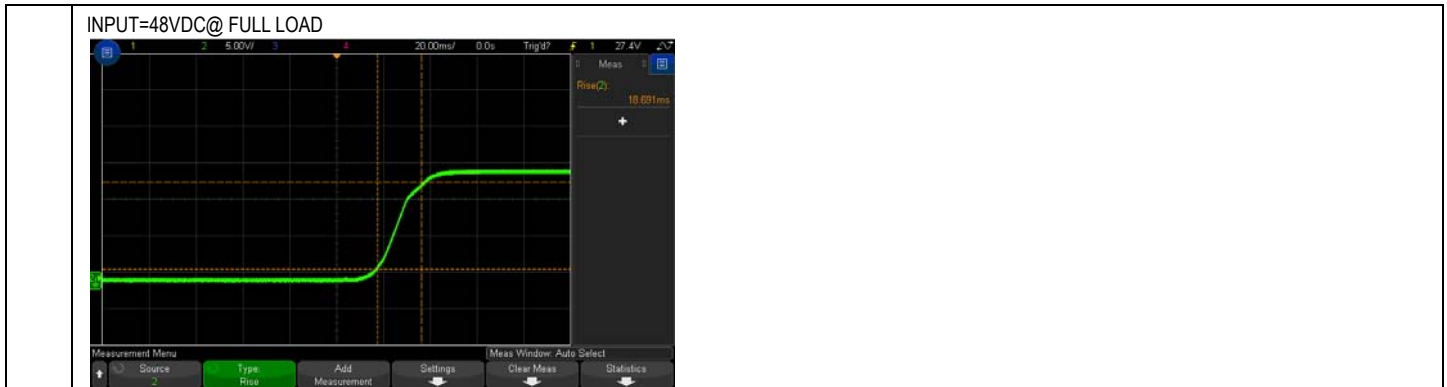 INPUT=48VDC@ FULL LOAD
1 2 5.00V/ 3 4 20.00ms/ 0.0s Trig'd? 1 27.4V
Meas
Rise(2):
18.691ms
Measurement Menu
Meas Window: Auto Select
Source Type: Add Settings Clear Meas Statistics
2 Rise Measurement